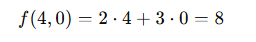 f(4,0) = 2 · 4 + 3 · 0 = 8